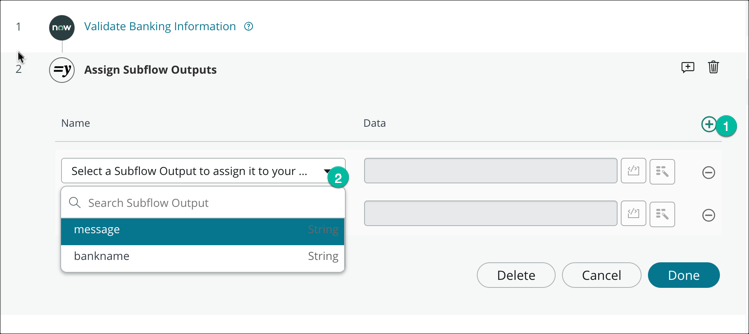 1 now Validate Banking Information ?
2 =y Assign Subflow Outputs
Name Data
1
Select a Subflow Output to assign it to your ...
2
Search Subflow Output
message String
bankname String
Delete Cancel Done